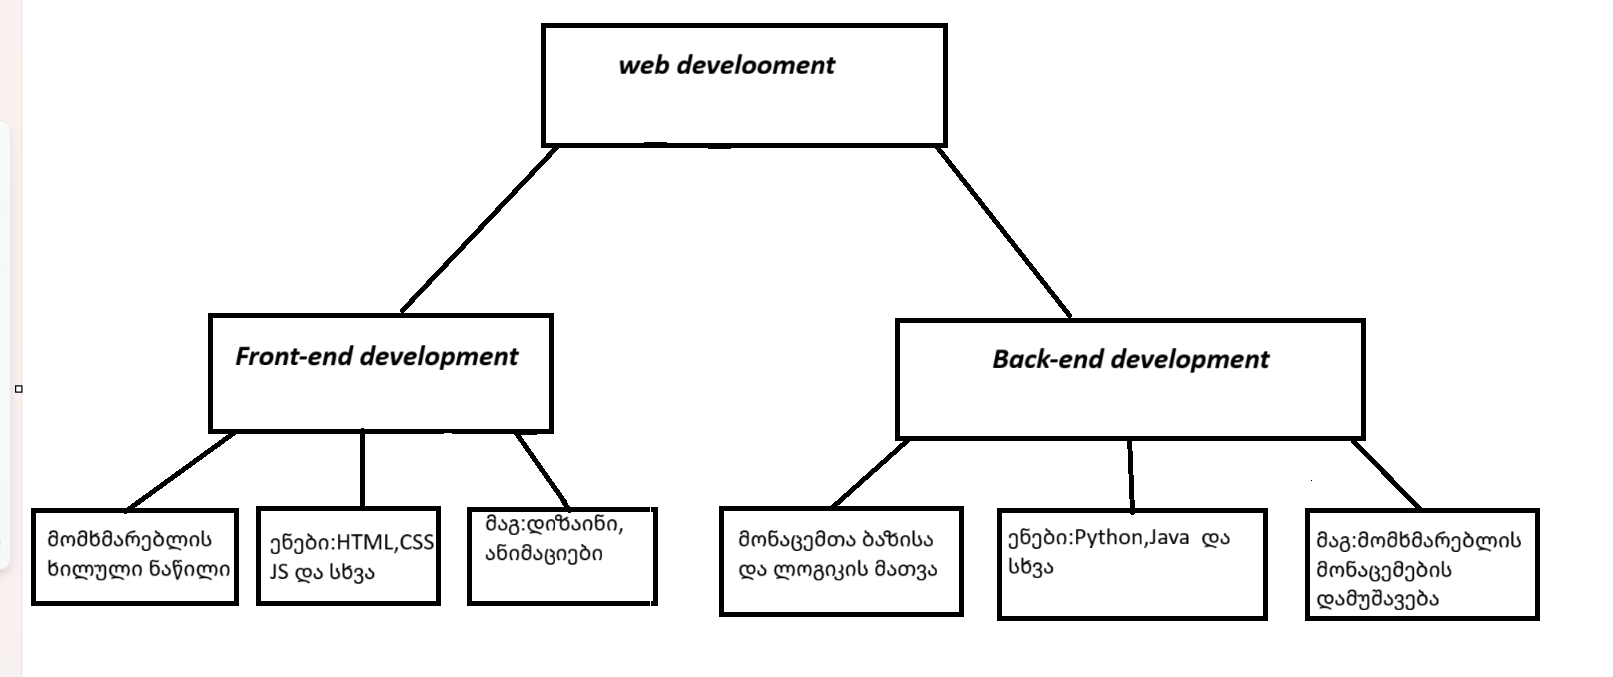 web develooment
Front-end development
Back-end development
მომხმარებლის
ხილული ნაწილი
ენები:HTML,CSS
JS და სხვა
მაგ:დიზაინი,
ანიმაციები
მონაცემთა ბაზისა
და ლოგიკის მათვა
ენები:Python,Java  და
სხვა
მაგ:მომხმარებლის
მონაცემების
დამუშავება